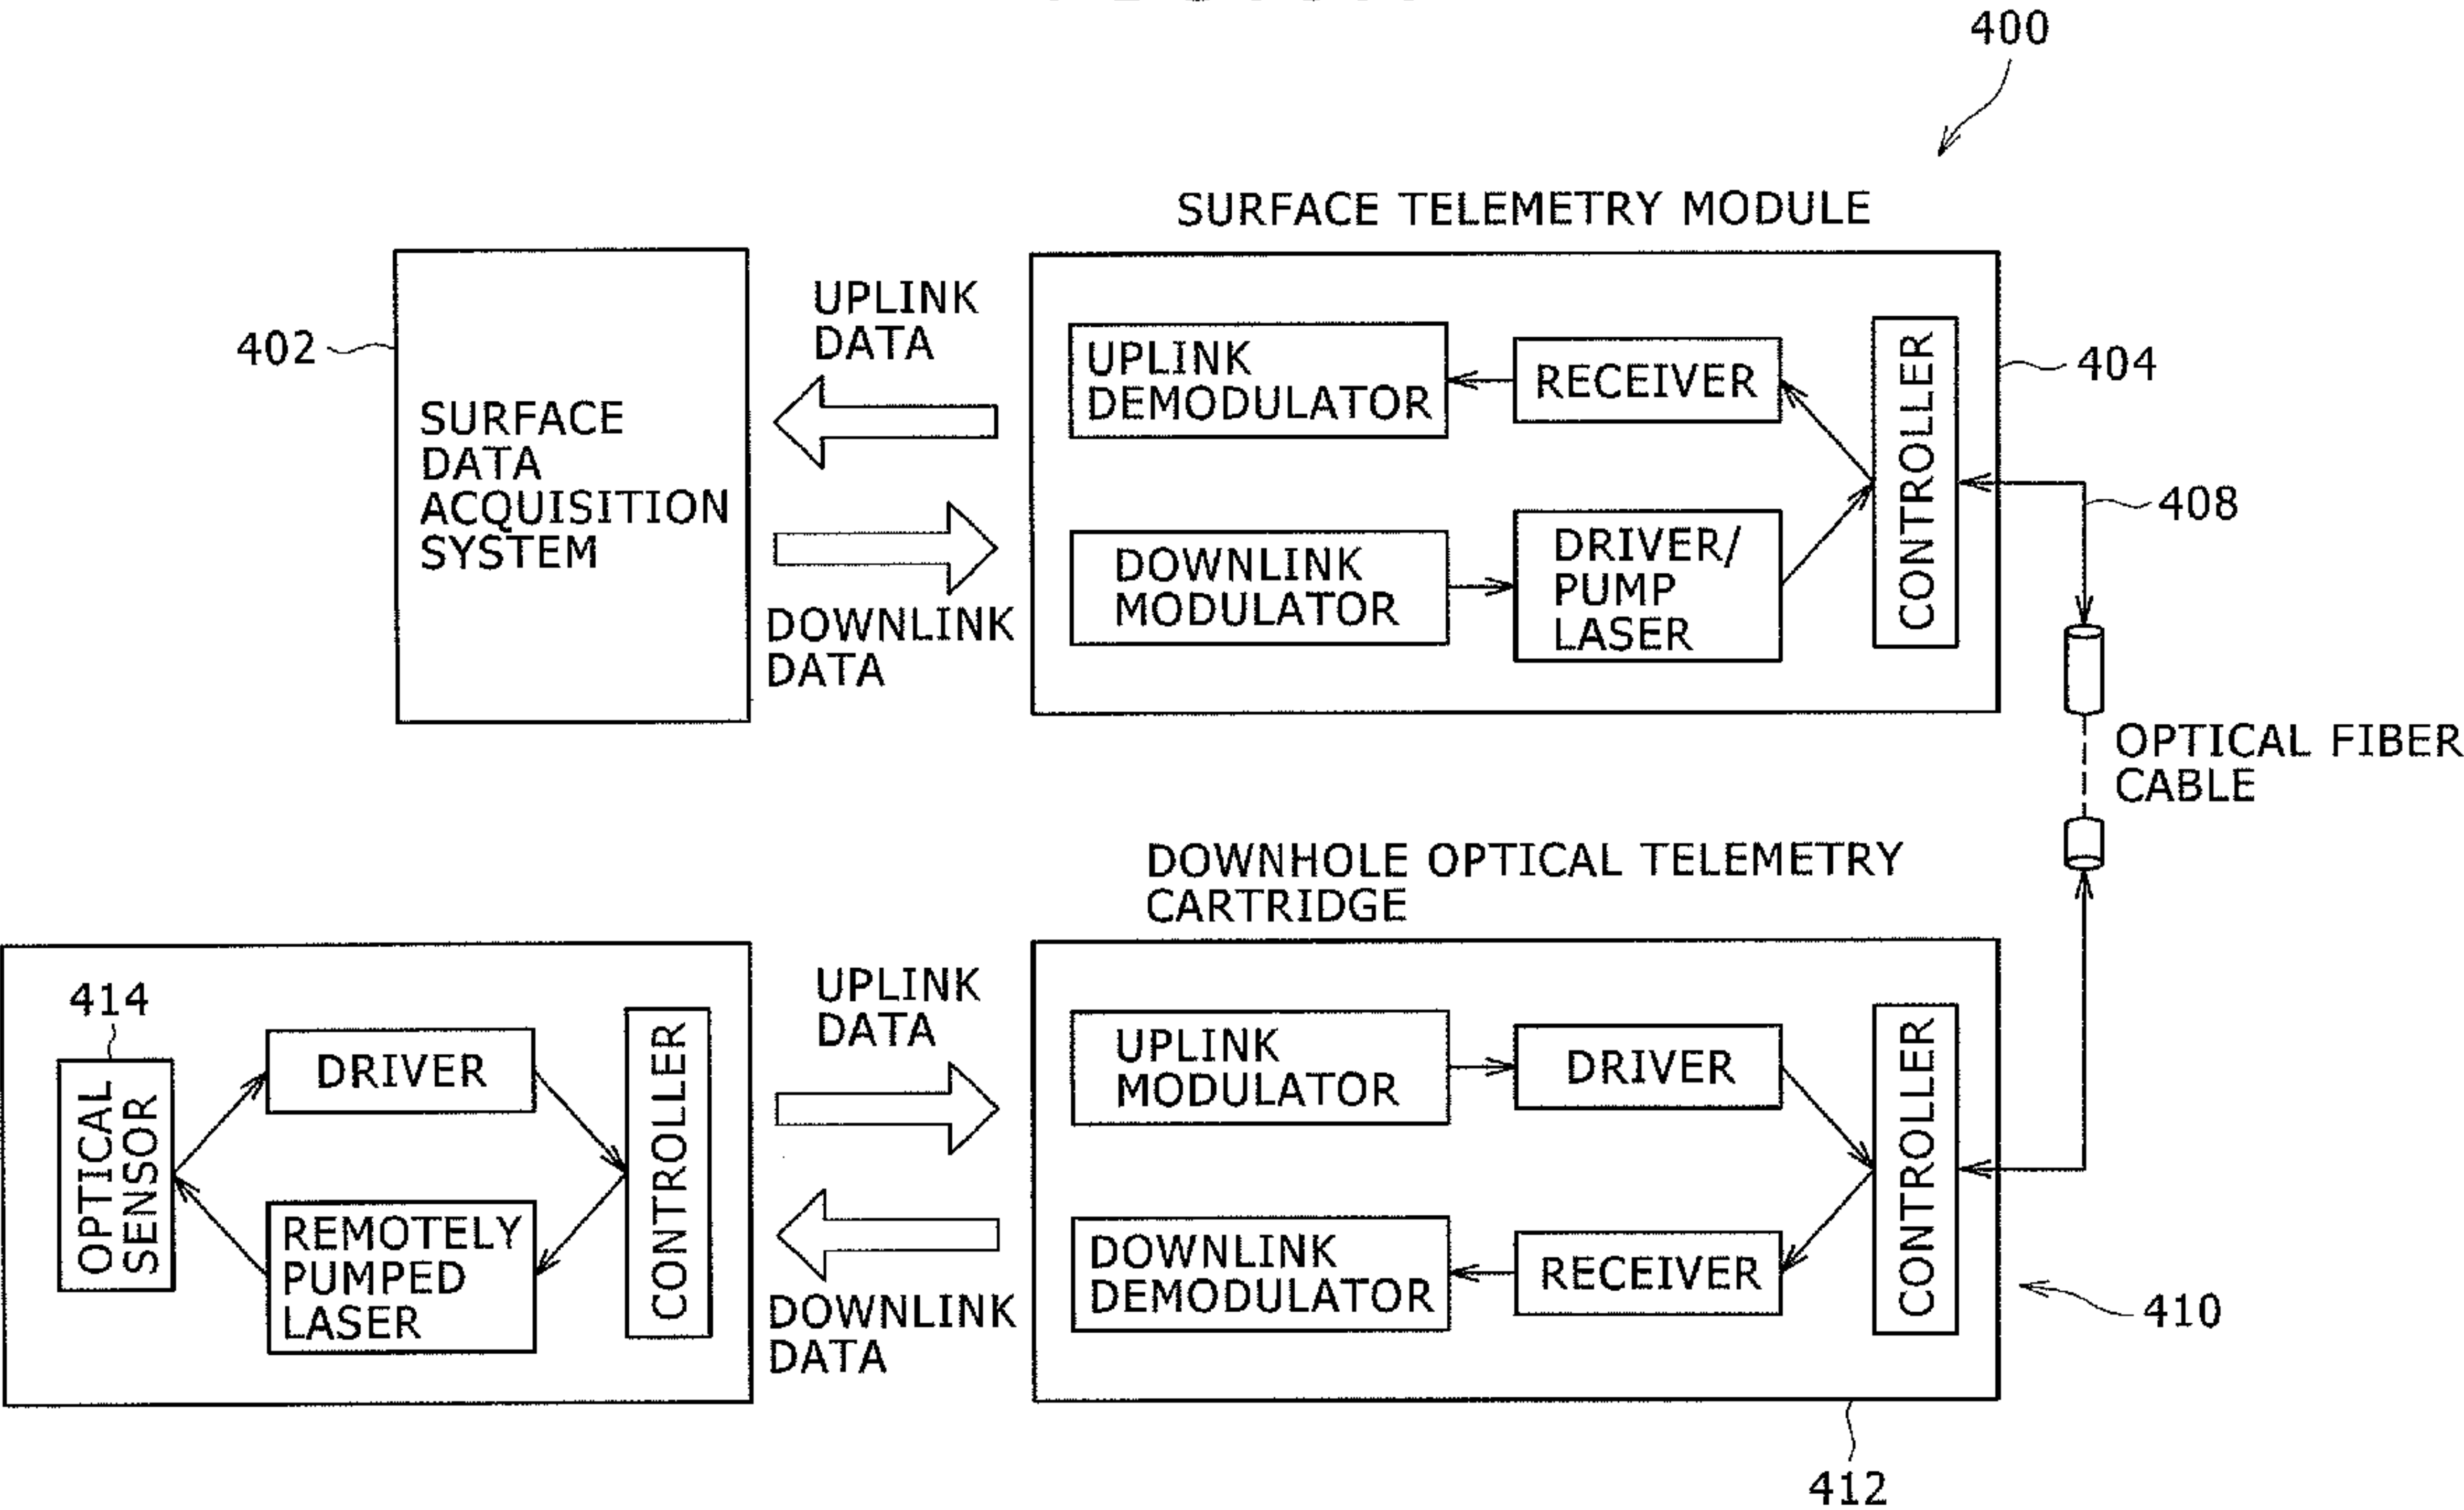 400
SURFACE TELEMETRY MODULE
402
SURFACE
DATA
ACQUISITION
SYSTEM
UPLINK
DATA
DOWNLINK
DATA
UPLINK
DEMODULATOR
RECEIVER
DOWNLINK
MODULATOR
DRIVER/
PUMP
LASER
CONTROLLER
404
408
OPTICAL FIBER
CABLE
DOWNHOLE OPTICAL TELEMETRY
CARTRIDGE
414
OPTICAL
SENSOR
DRIVER
REMOTELY
PUMPED
LASER
CONTROLLER
UPLINK
DATA
DOWNLINK
DATA
UPLINK
MODULATOR
DRIVER
DOWNLINK
DEMODULATOR
RECEIVER
CONTROLLER
410
412